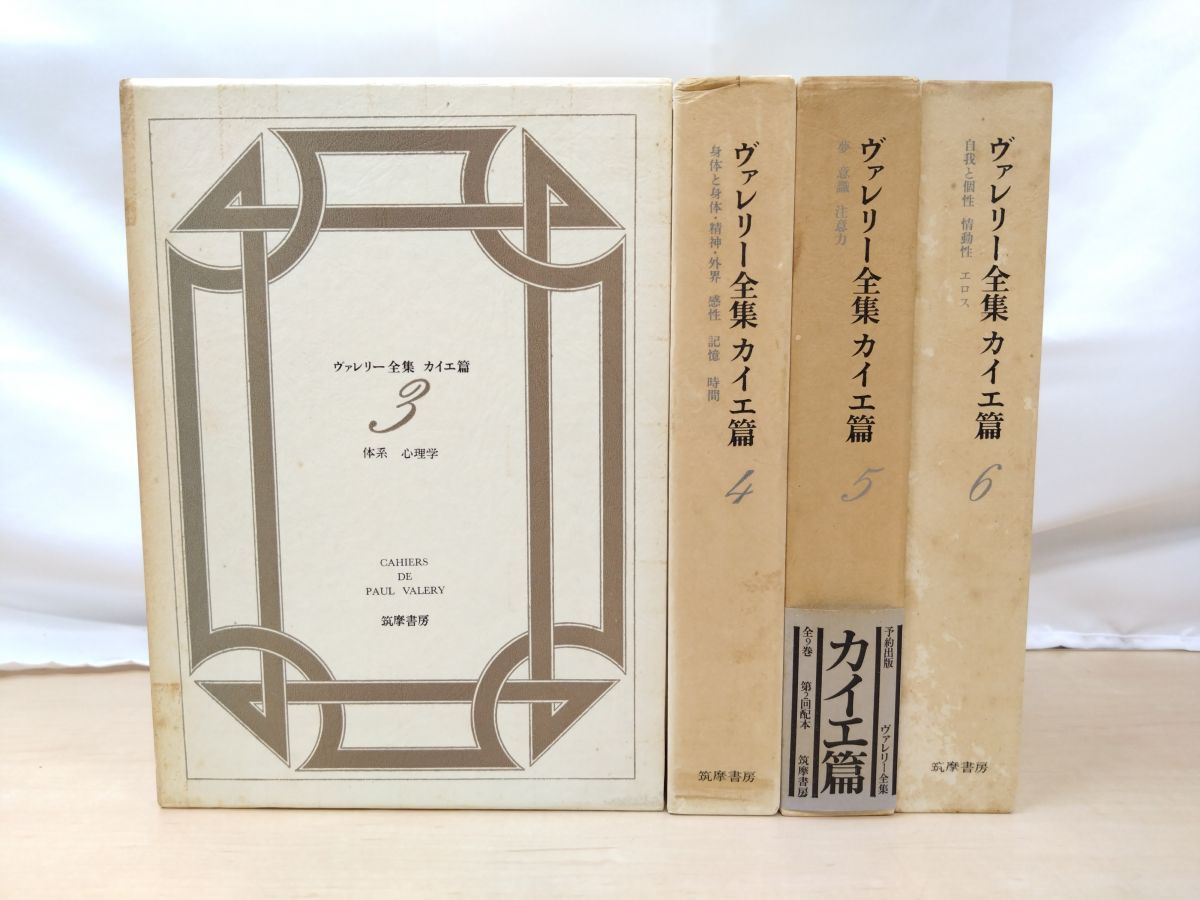 ヴァレリー全集 カイエ篇
3
体系 心理学
CAHIERS
DE
PAUL VALERY
筑摩書房
ヴァレリー全集 カイエ篇
身体と身体・精神・外界 感性 記憶 時間
4
筑摩書房
ヴァレリー全集 カイエ篇
夢 意識 注意力
5
予約出版 ヴァレリー全集
カイエ篇
全9巻 第2回配本 筑摩書房
ヴァレリー全集 カイエ篇
自我と個性 情動性 エロス
6
筑摩書房